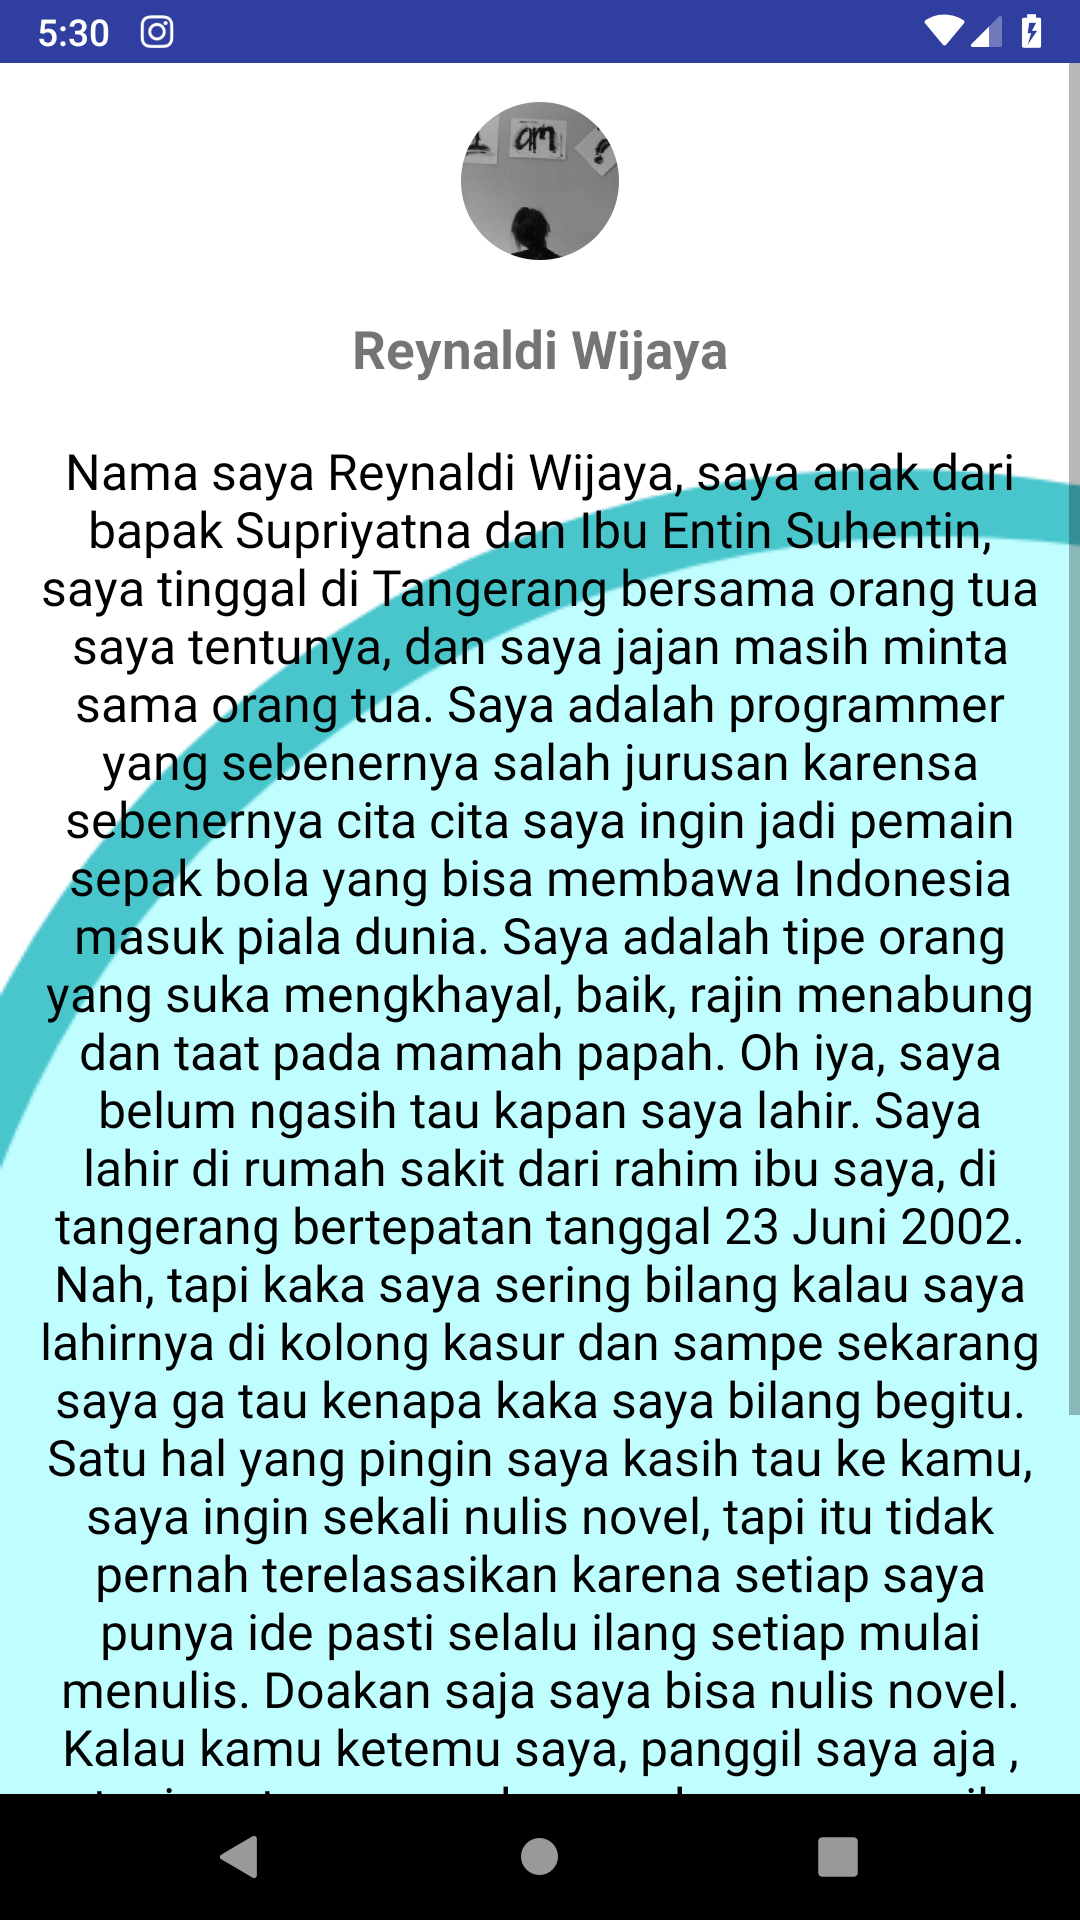 5:30
am
?
Reynaldi Wijaya
Nama saya Reynaldi Wijaya, saya anak dari
bapak Supriyatna dan Ibu Entin Suhentin,
saya tinggal di Tangerang bersama orang tua
saya tentunya, dan saya jajan masih minta
sama orang tua. Saya adalah programmer
yang sebenernya salah jurusan karensa
sebenernya cita cita saya ingin jadi pemain
sepak bola yang bisa membawa Indonesia
masuk piala dunia. Saya adalah tipe orang
yang suka mengkhayal, baik, rajin menabung
dan taat pada mamah papah. Oh iya, saya
belum ngasih tau kapan saya lahir. Saya
lahir di rumah sakit dari rahim ibu saya, di
tangerang bertepatan tanggal 23 Juni 2002.
Nah, tapi kaka saya sering bilang kalau saya
lahirnya di kolong kasur dan sampe sekarang
saya ga tau kenapa kaka saya bilang begitu.
Satu hal yang pingin saya kasih tau ke kamu,
saya ingin sekali nulis novel, tapi itu tidak
pernah terelasasikan karena setiap saya
punya ide pasti selalu ilang setiap mulai
menulis. Doakan saja saya bisa nulis novel.
Kalau kamu ketemu saya, panggil saya aja ,